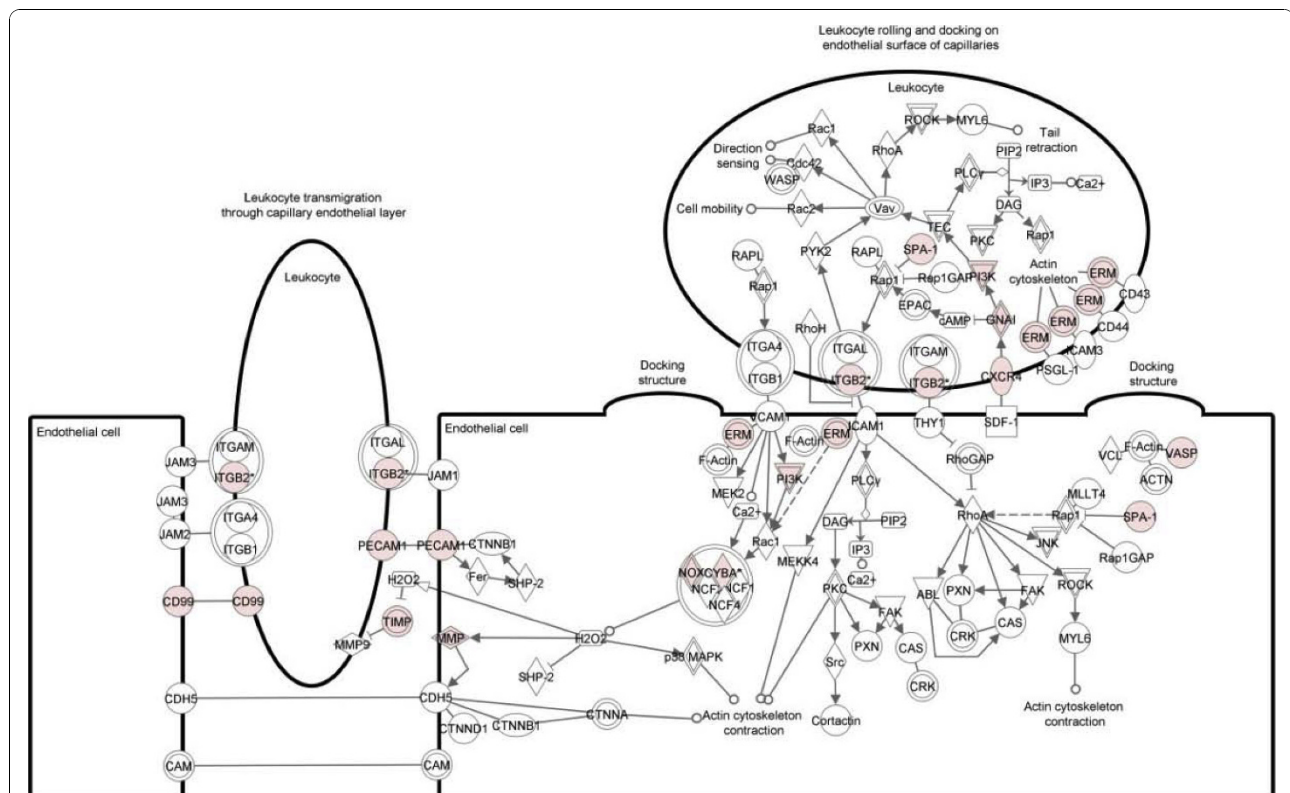 Leukocyte rolling and docking on
endothelial surface of capillaries
Leukocyte
ROCK
MYL6
Rac1
Tail
retraction
RhoA
Direction
sensing
Cdc42
WASP
PIP2
PLCγ
IP3
Ca2+
DAG
Cell mobility
Rac2
Vav
TEC
PKC
Rap1
PYK2
RAPL
RAPL
SPA-1
Rap1
Rap1
Rap1GAP
PI3K
Actin
cytoskeleton
ERM
CD43
ERM
CD44
ERM
ICAM3
ERM
PSGL-1
EPAC
cAMP
GNAI
RhoH
ITGA4
ITGB1
ITGAL
ITGB2*
ITGAM
ITGB2*
CXCR4
Leukocyte transmigration
through capillary endothelial layer
Leukocyte
Docking
structure
Docking
structure
Endothelial cell
Endothelial cell
VCAM1
ICAM1
THY1
SDF-1
ITGAM
ITGB2*
ITGAL
ITGB2*
JAM3
JAM1
JAM3
JAM2
ITGA4
ITGB1
ERM
F-Actin
F-Actin
ERM
RhoGAP
VCL
F-Actin
VASP
ACTN
MEK2
PI3K
PLCγ
Ca2+
Rac1
MEKK4
DAG
PIP2
IP3
Ca2+
PKC
RhoA
MLLT4
Rap1
SPA-1
Rap1GAP
JNK
ROCK
PECAM1
PECAM1
CTNNB1
Fer
SHP-2
H2O2
CD99
CD99
TIMP
MMP9
MMP
NOX
CYBA*
NCF2
NCF1
NCF4
H2O2
SHP-2
p38 MAPK
FAK
PXN
CAS
CRK
Src
Cortactin
ABL
PXN
FAK
CRK
CAS
MYL6
CDH5
CDH5
CTNND1
CTNNB1
CTNNA
Actin cytoskeleton
contraction
Actin cytoskeleton
contraction
CAM
CAM